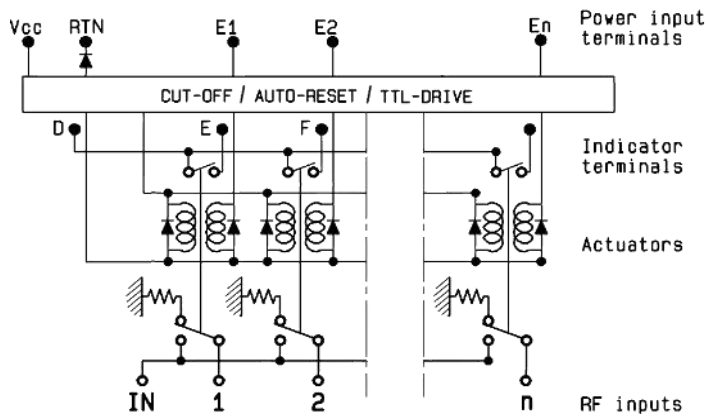 Vcc RTN E1 E2 En Power input
terminals
CUT-OFF / AUTO-RESET / TTL-DRIVE
D E F Indicator
terminals
Actuators
IN 1 2 n RF inputs